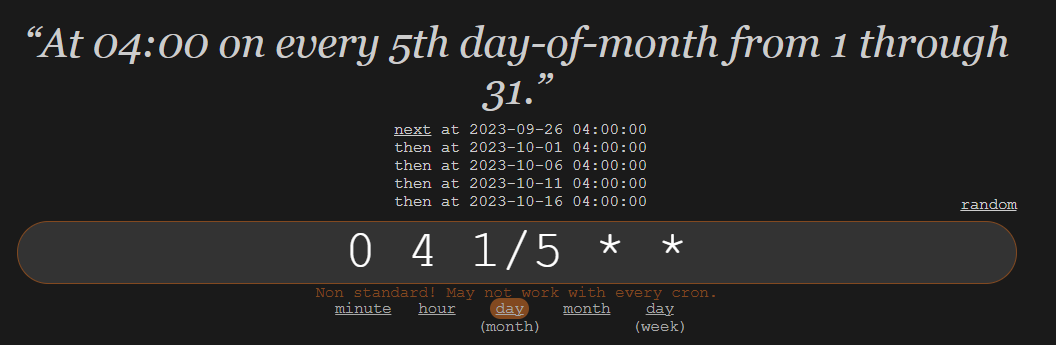 “At 04:00 on every 5th day-of-month from 1 through
31.”
next at 2023-09-26 04:00:00
then at 2023-10-01 04:00:00
then at 2023-10-06 04:00:00
then at 2023-10-11 04:00:00
then at 2023-10-16 04:00:00
random
0 4 1/5 * *
Non standard! May not work with every cron.
minute hour day month day
(month) (week)